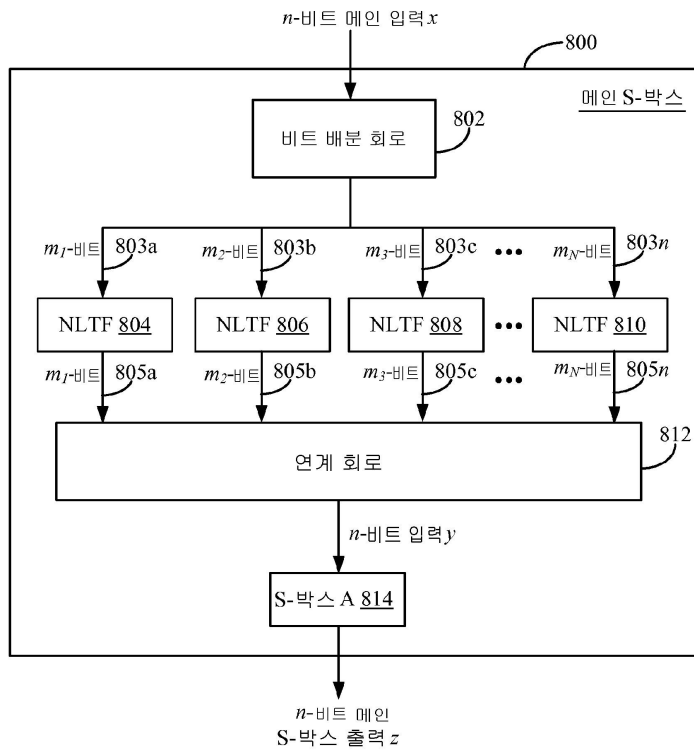 n-비트 메인 입력 x
800
메인 S-박스
비트 배분 회로
802
m₁-비트 803a m₂-비트 803b m₃-비트 803c ••• m_N-비트 803n
NLTF 804 NLTF 806 NLTF 808 ••• NLTF 810
m₁-비트 805a m₂-비트 805b m₃-비트 805c ••• m_N-비트 805n
812
연계 회로
n-비트 입력 y
S-박스 A 814
n-비트 메인
S-박스 출력 z